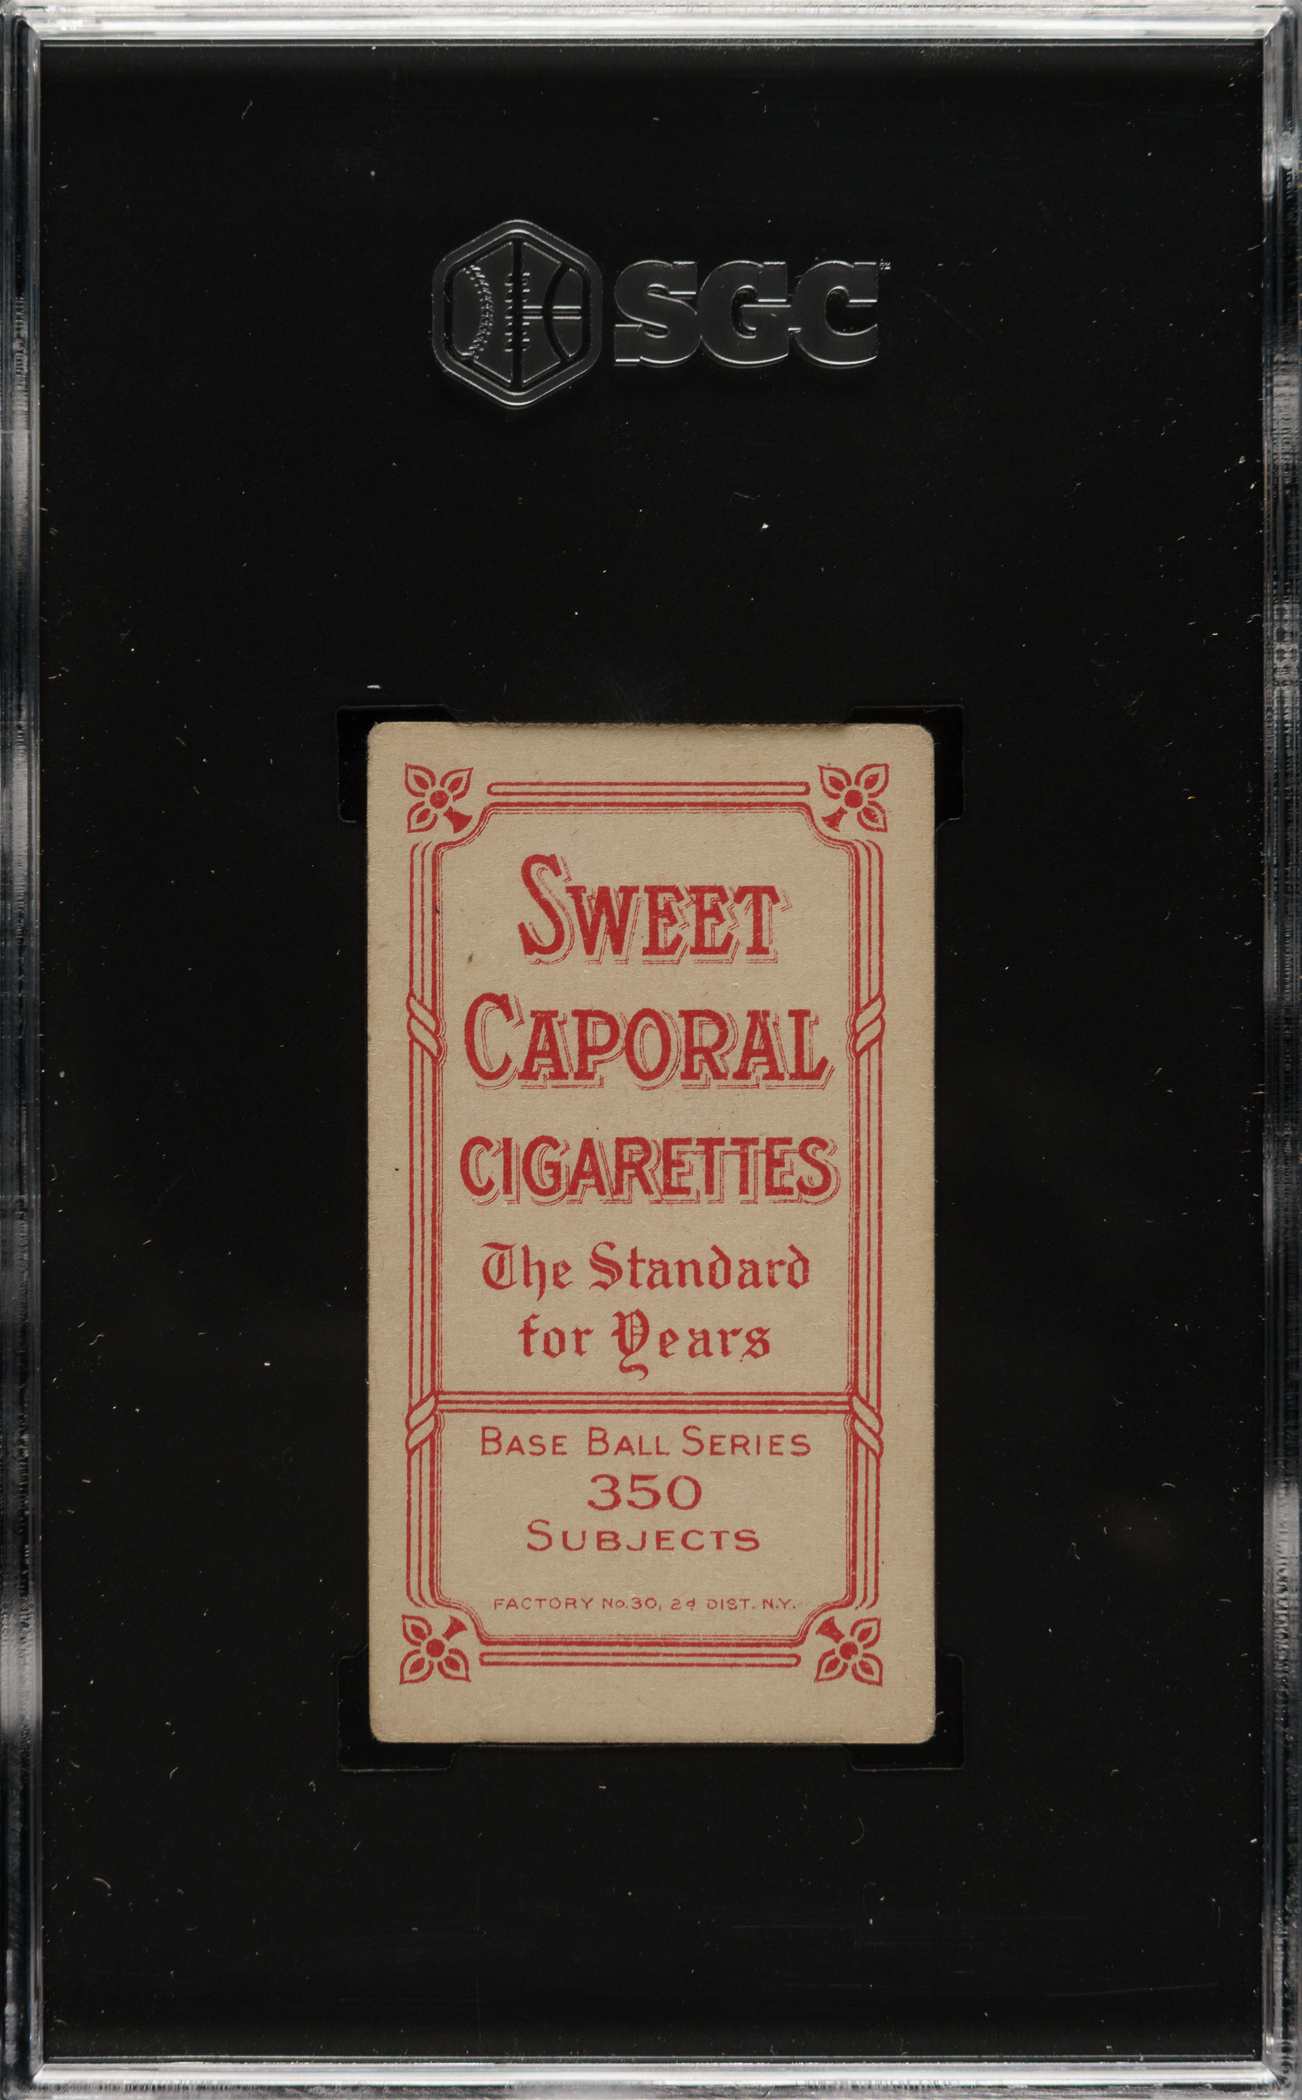 SGC
SWEET
CAPORAL
CIGARETTES
The Standard
for Years
BASE BALL SERIES
350
SUBJECTS
FACTORY No.30, 2d DIST. N.Y.